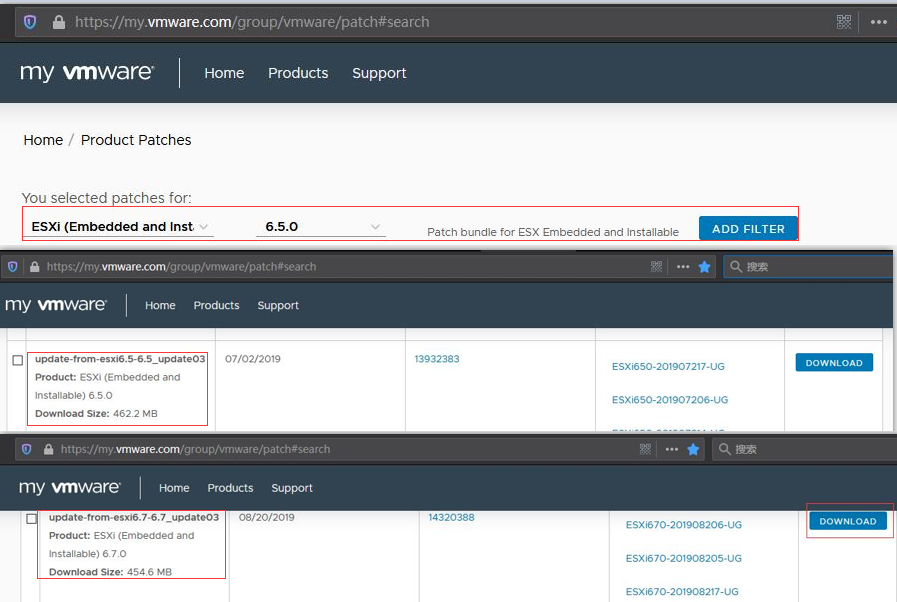 https://my.vmware.com/group/vmware/patch#search
my vmware® Home Products Support
Home / Product Patches
You selected patches for:
ESXi (Embedded and Inst 6.5.0 Patch bundle for ESX Embedded and Installable ADD FILTER
https://my.vmware.com/group/vmware/patch#search 搜索
my vmware® Home Products Support
update-from-esxi6.5-6.5_update03 07/02/2019 13932383 ESXi650-201907217-UG DOWNLOAD
Product: ESXi (Embedded and
Installable) 6.5.0
ESXi650-201907206-UG
Download Size: 462.2 MB
https://my.vmware.com/group/vmware/patch#search 搜索
my vmware® Home Products Support
update-from-esxi6.7-6.7_update03 08/20/2019 14320388 ESXi670-201908206-UG DOWNLOAD
Product: ESXi (Embedded and
Installable) 6.7.0
ESXi670-201908205-UG
Download Size: 454.6 MB
ESXi670-201908217-UG